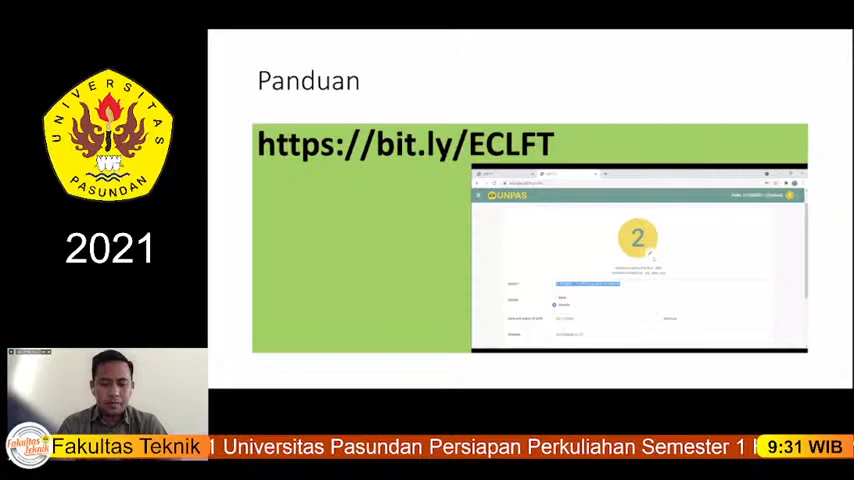 UNIVERSITAS
PASUNDAN
2021
Panduan
https://bit.ly/ECLFT
UNPAS
2
Fakultas Teknik
Fakultas Teknik
1 Universitas Pasundan Persiapan Perkuliahan Semester 1
9:31 WIB